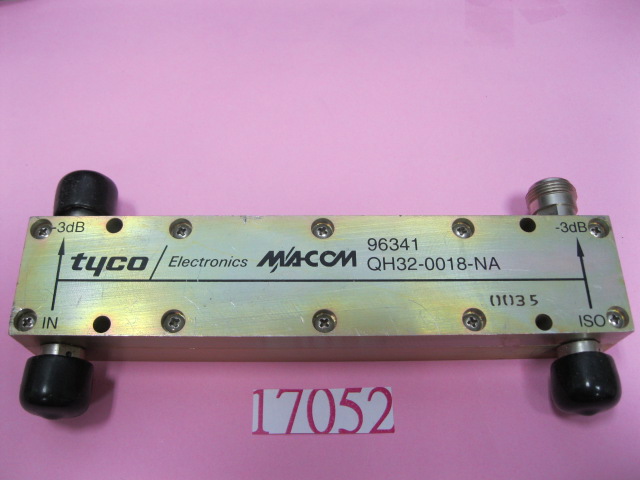 -3dB
-3dB
tyco / Electronics M/A-COM 96341
QH32-0018-NA
0035
IN
ISO
17052